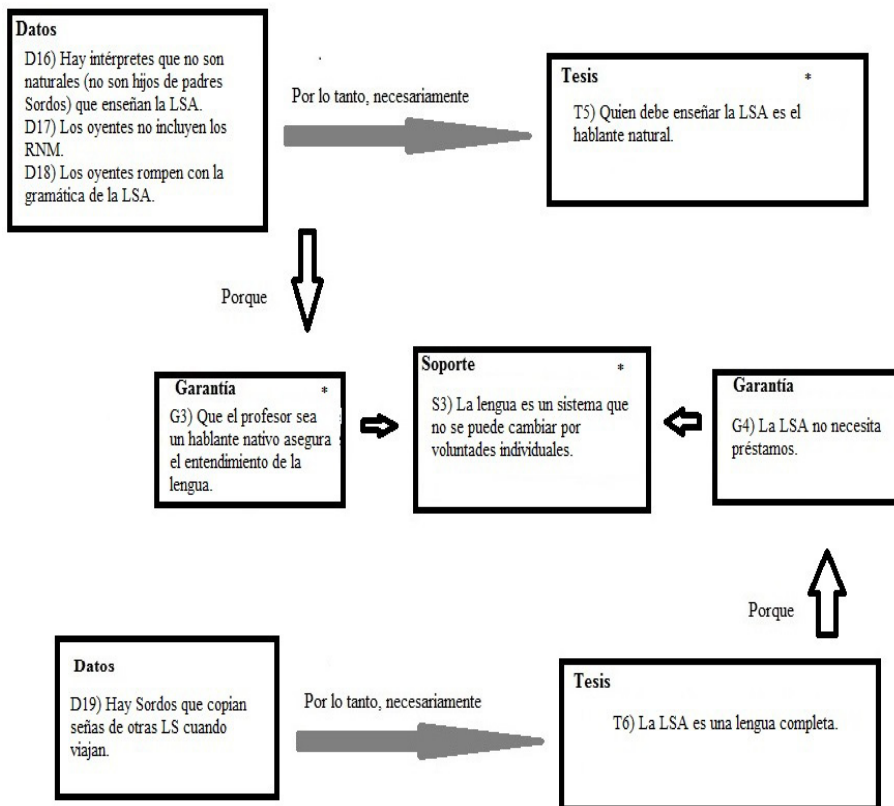 Datos
D16) Hay intérpretes que no son
naturales (no son hijos de padres
Sordos) que enseñan la LSA.
D17) Los oyentes no incluyen los
RNM.
D18) Los oyentes rompen con la
gramática de la LSA.
Por lo tanto, necesariamente
Tesis *
T5) Quien debe enseñar la LSA es el
hablante natural.
Porque
Garantía *
G3) Que el profesor sea
un hablante nativo asegura
el entendimiento de la
lengua.
Soporte *
S3) La lengua es un sistema que
no se puede cambiar por
voluntades individuales.
Garantía
G4) La LSA no necesita
préstamos.
Porque
Datos
D19) Hay Sordos que copian
señas de otras LS cuando
viajan.
Por lo tanto, necesariamente
Tesis
T6) La LSA es una lengua completa.